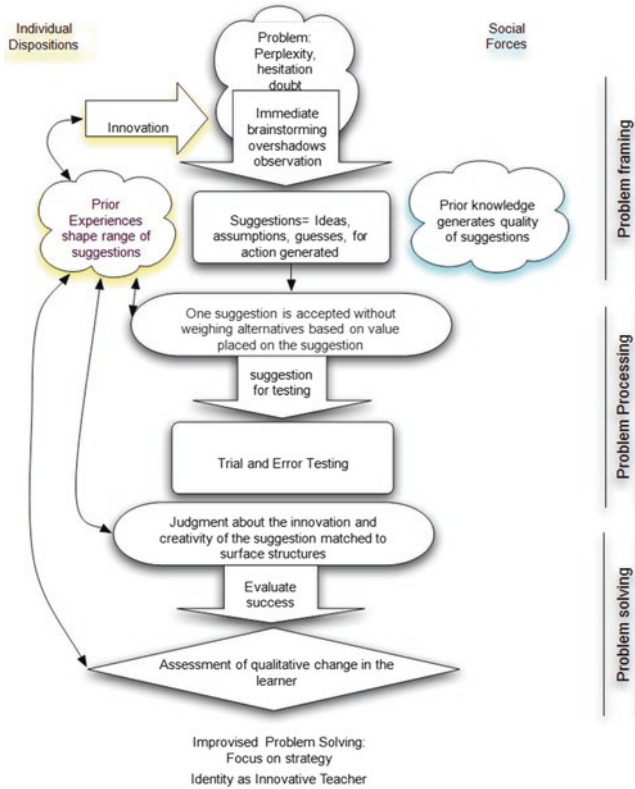 Individual
Dispositions
Social
Forces
Problem:
Perplexity,
hesitation
doubt
Innovation
Immediate
brainstorming
overshadows
observation
Problem framing
Prior
Experiences
shape range of
suggestions
Suggestions= Ideas,
assumptions, guesses, for
action generated
Prior knowledge
generates quality
of suggestions
One suggestion is accepted without
weighing alternatives based on value
placed on the suggestion
suggestion
for testing
Problem Processing
Trial and Error Testing
Judgment about the innovation and
creativity of the suggestion matched to
surface structures
Evaluate
success
Problem solving
Assessment of qualitative change in the
learner
Improvised Problem Solving:
Focus on strategy
Identity as Innovative Teacher